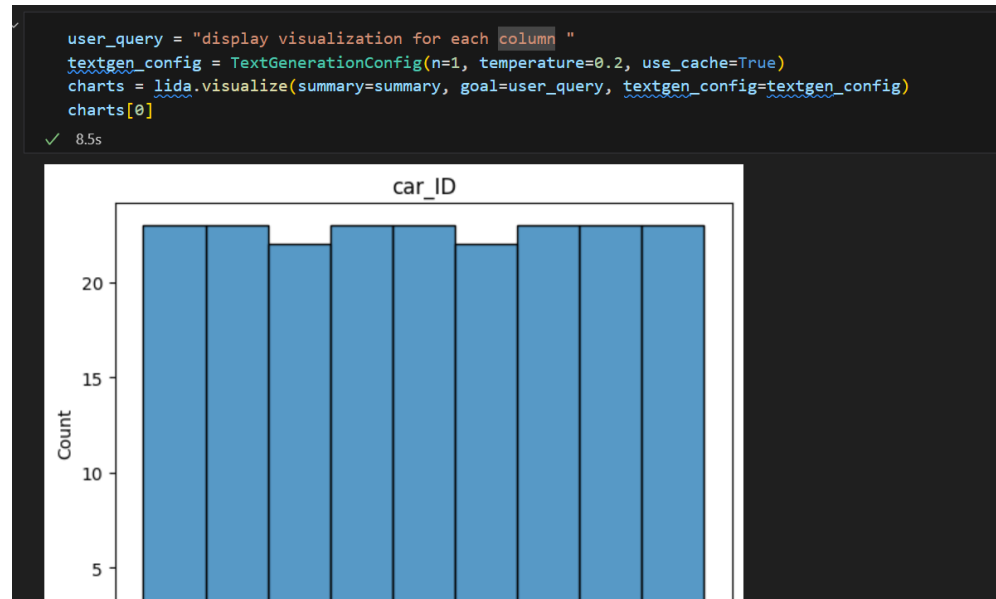 user_query = "display visualization for each column "
textgen_config = TextGenerationConfig(n=1, temperature=0.2, use_cache=True)
charts = lida.visualize(summary=summary, goal=user_query, textgen_config=textgen_config)
charts[0]
8.5s
car_ID
20
15
Count
10
5